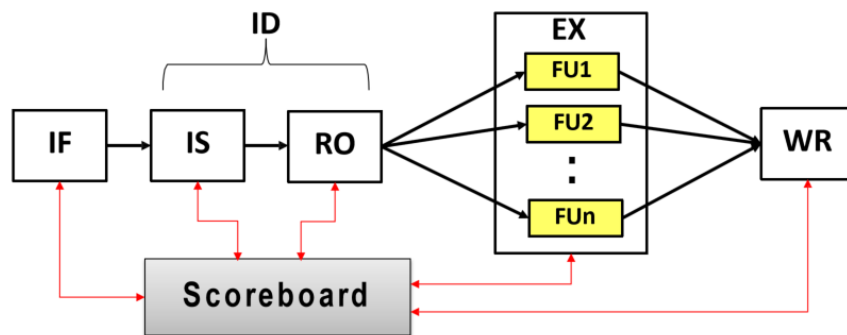 ID
EX
IF
IS
RO
FU1
FU2
:
FUn
WR
Scoreboard